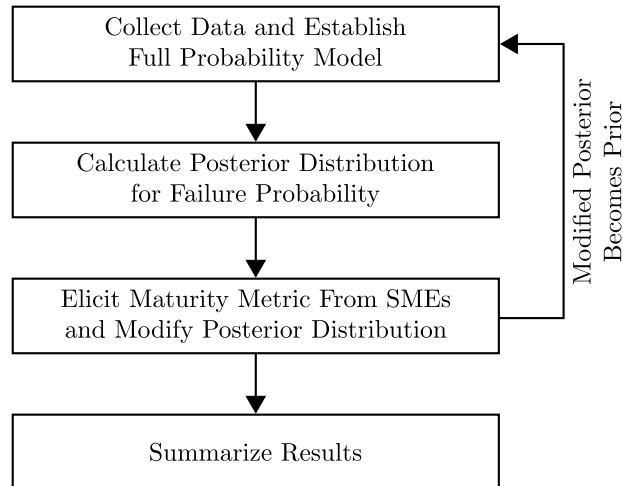 Collect Data and Establish
Full Probability Model
Calculate Posterior Distribution
for Failure Probability
Elicit Maturity Metric From SMEs
and Modify Posterior Distribution
Summarize Results
Modified Posterior
Becomes Prior